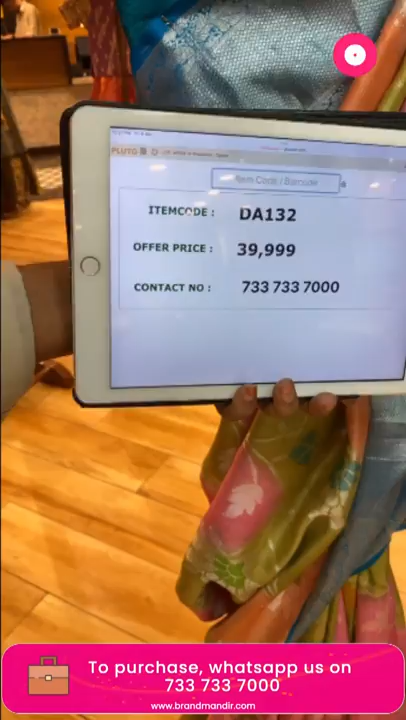 PLUTO
Item Code / Barcode
ITEMCODE : DA132
OFFER PRICE : 39,999
CONTACT NO : 733 733 7000
To purchase, whatsapp us on
733 733 7000
www.brandmandir.com